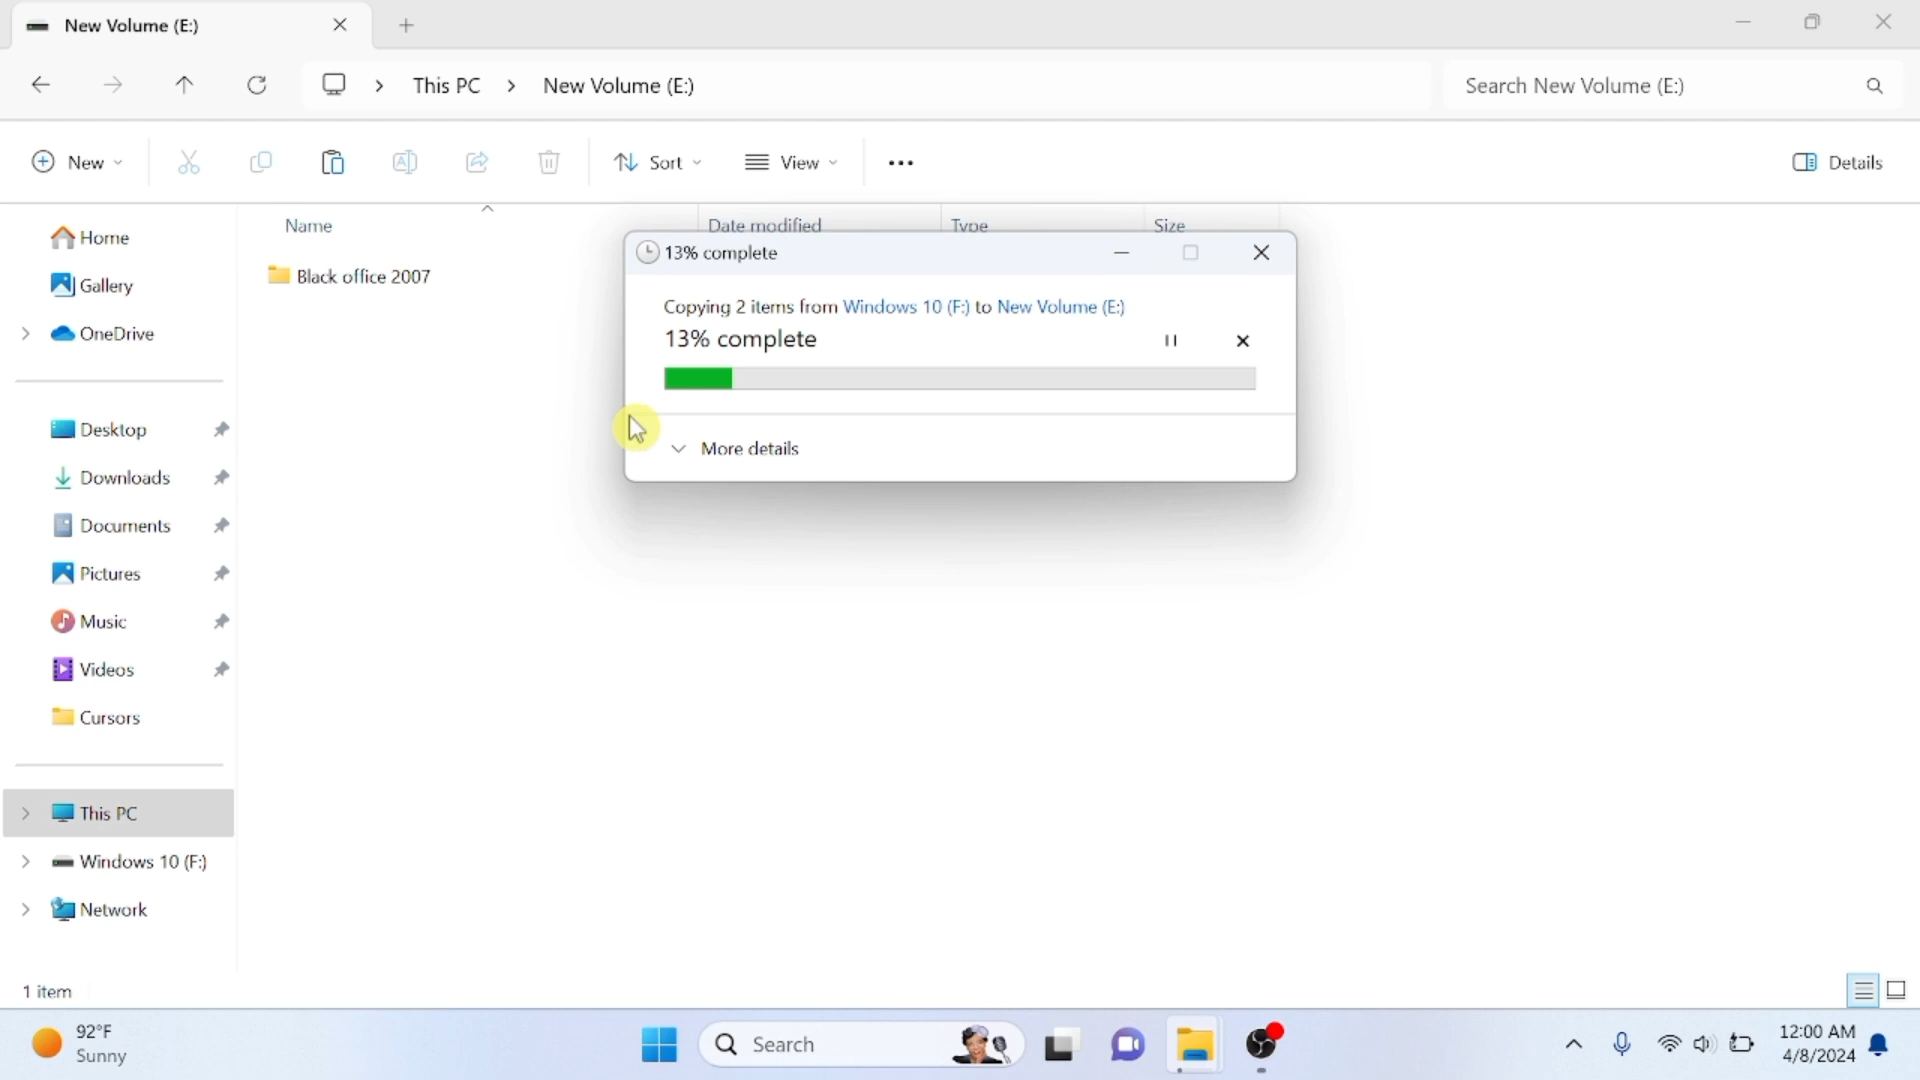 New Volume (E:)
This PC > New Volume (E:)
Search New Volume (E:)
New
Sort
View
Details
Home
Gallery
OneDrive
Desktop
Downloads
Documents
Pictures
Music
Videos
Cursors
This PC
Windows 10 (F:)
Network
Name
Date modified
Type
Size
Black office 2007
13% complete
Copying 2 items from Windows 10 (F:) to New Volume (E:)
13% complete
More details
1 item
92°F
Sunny
Search
12:00 AM
4/8/2024